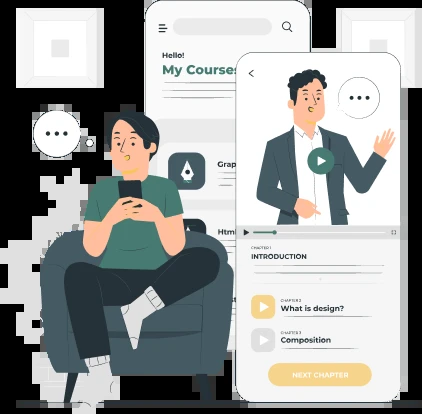 Hello!
My Courses
Grap
Html
CHAPTER 1
INTRODUCTION
CHAPTER 2
What is design?
CHAPTER 3
Composition
NEXT CHAPTER